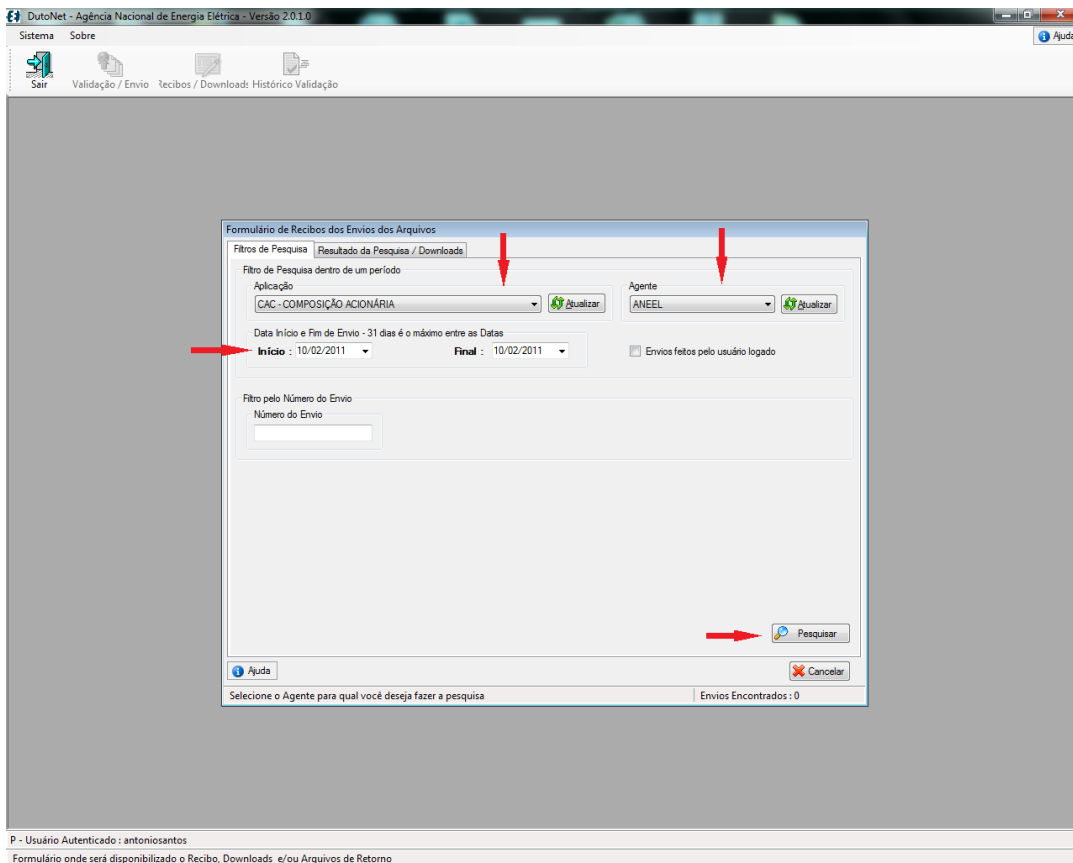 DutoNet - Agência Nacional de Energia Elétrica - Versão 2.0.1.0
Sistema Sobre
Ajuda
Sair Validação / Envio Recibos / Downloads Histórico Validação
Formulário de Recibos dos Envios dos Arquivos
Filtros de Pesquisa Resultado da Pesquisa / Downloads
Filtro de Pesquisa dentro de um período
Aplicação Agente
CAC - COMPOSIÇÃO ACIONÁRIA Atualizar ANEEL Atualizar
Data Início e Fim de Envio - 31 dias é o máximo entre as Datas
Início : 10/02/2011 Final : 10/02/2011 Envios feitos pelo usuário logado
Filtro pelo Número do Envio
Número do Envio
Pesquisar
Ajuda Cancelar
Selecione o Agente para qual você deseja fazer a pesquisa Envios Encontrados : 0
P - Usuário Autenticado : antoniosantos
Formulário onde será disponibilizado o Recibo, Downloads e/ou Arquivos de Retorno